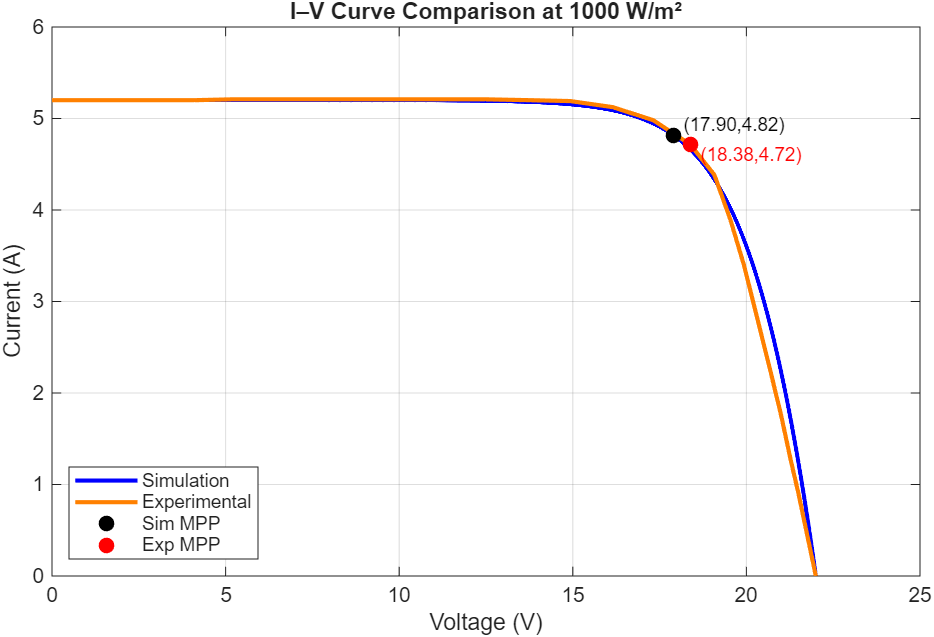 I–V Curve Comparison at 1000 W/m²
6
5
4
3
2
1
0
Current (A)
(17.90,4.82)
(18.38,4.72)
Simulation
Experimental
Sim MPP
Exp MPP
0 5 10 15 20 25
Voltage (V)